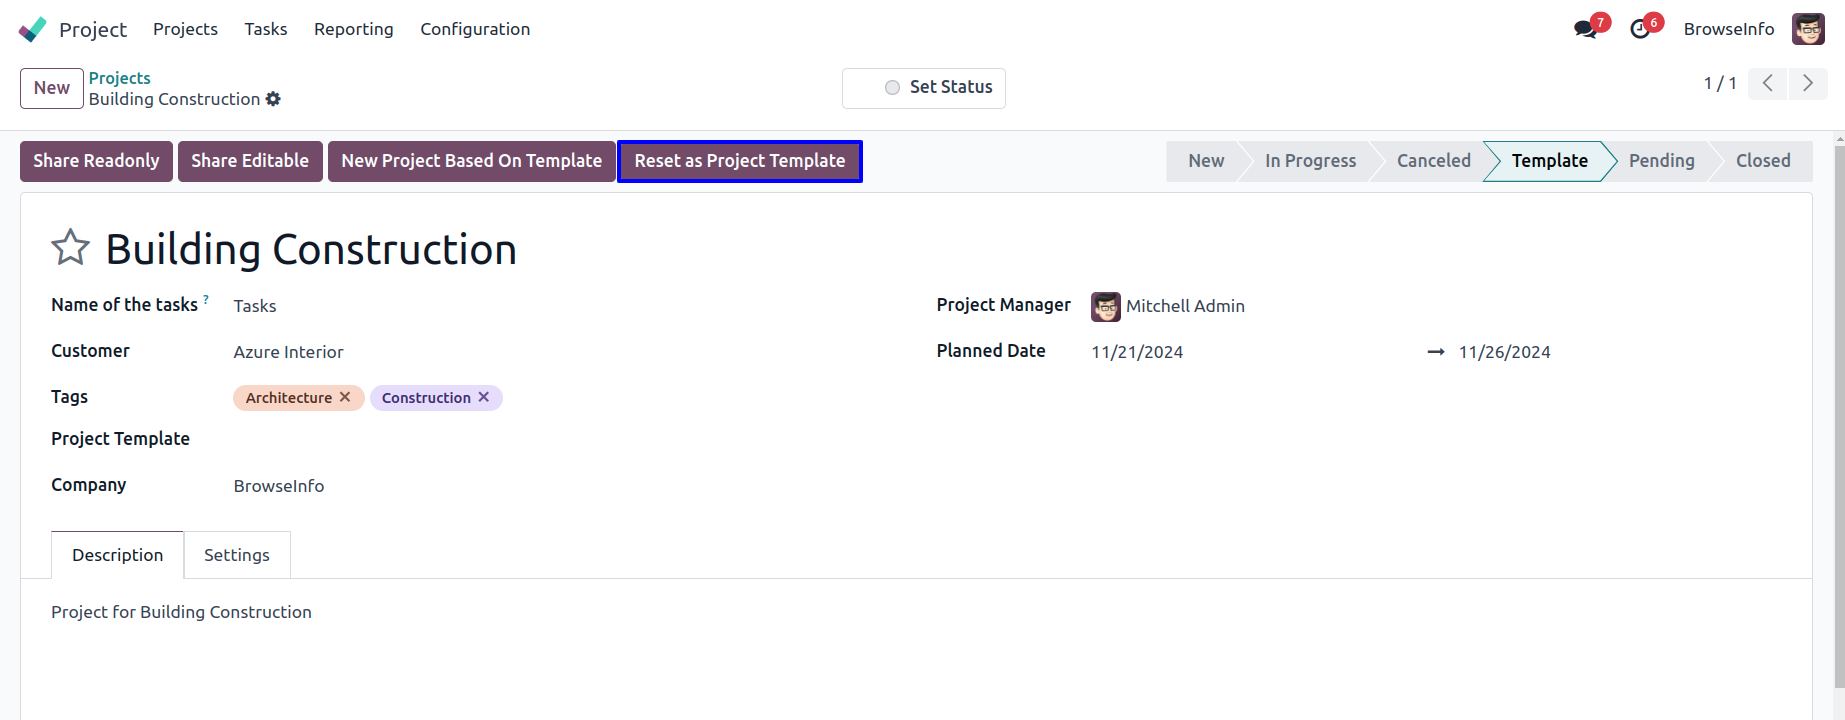 Project Projects Tasks Reporting Configuration 7 6 BrowseInfo
New Projects
Building Construction
Set Status
1 / 1
Share Readonly Share Editable New Project Based On Template Reset as Project Template New In Progress Canceled Template Pending Closed
Building Construction
Name of the tasks ? Tasks Project Manager Mitchell Admin
Customer Azure Interior Planned Date 11/21/2024 → 11/26/2024
Tags Architecture ✕ Construction ✕
Project Template
Company BrowseInfo
Description Settings
Project for Building Construction